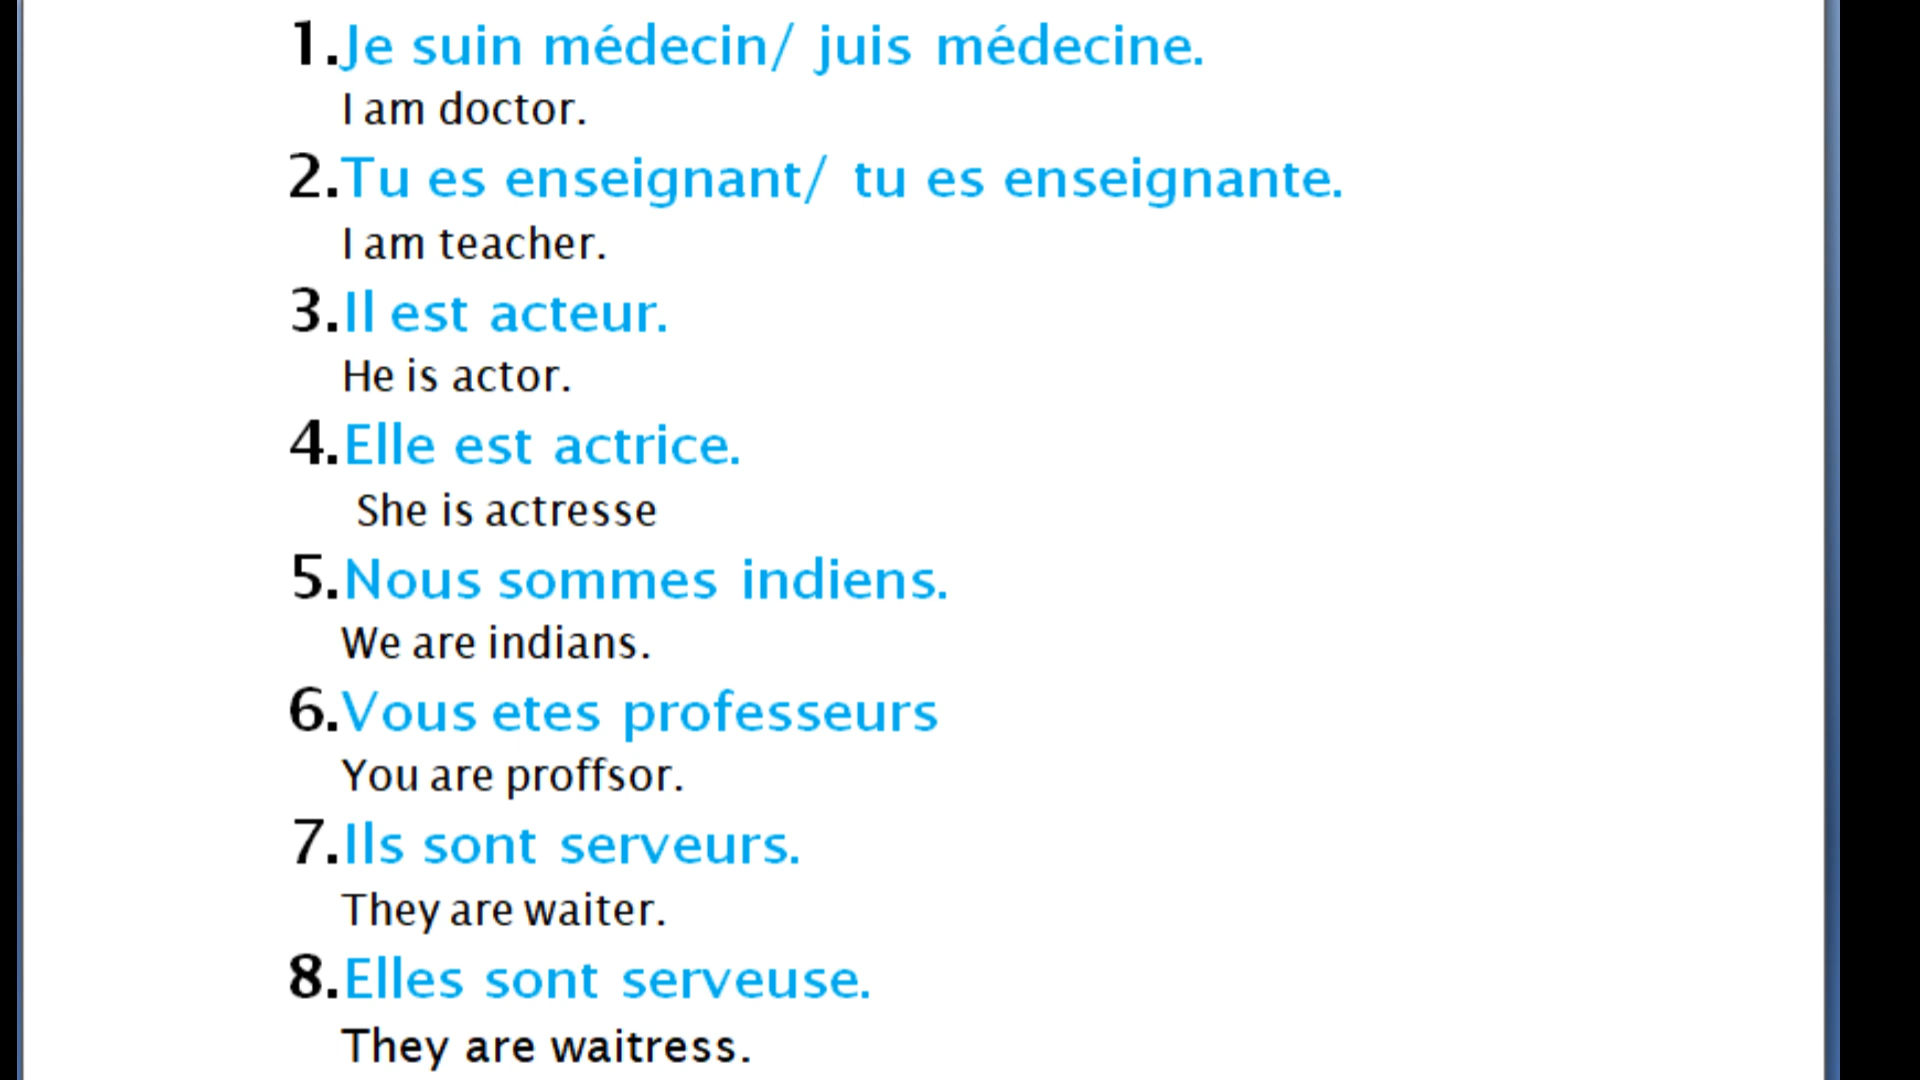 1.Je suin médecin/ juis médecine.
I am doctor.
2.Tu es enseignant/ tu es enseignante.
I am teacher.
3.Il est acteur.
He is actor.
4.Elle est actrice.
She is actresse
5.Nous sommes indiens.
We are indians.
6.Vous etes professeurs
You are proffsor.
7.Ils sont serveurs.
They are waiter.
8.Elles sont serveuse.
They are waitress.